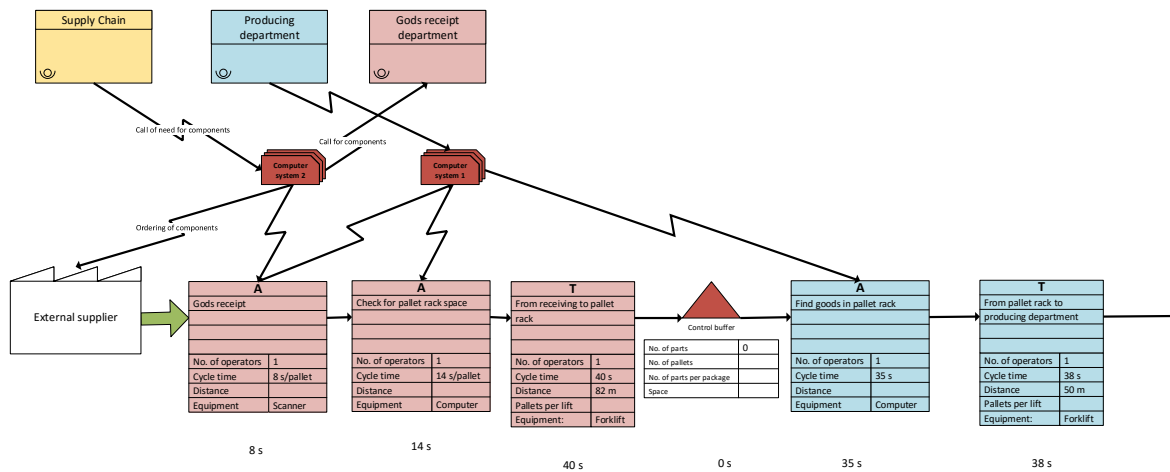 Supply Chain
Producing
department
Gods receipt
department
Call of need for components
Call for components
Computer
system 2
Computer
system 1
Ordering of components
External supplier
A
Gods receipt
No. of operators 1
Cycle time 8 s/pallet
Distance
Equipment Scanner
A
Check for pallet rack space
No. of operators 1
Cycle time 14 s/pallet
Distance
Equipment Computer
T
From receiving to pallet
rack
No. of operators 1
Cycle time 40 s
Distance 82 m
Pallets per lift
Equipment: Forklift
Control buffer
No. of parts 0
No. of pallets
No. of parts per package
Space
A
Find goods in pallet rack
No. of operators 1
Cycle time 35 s
Distance
Equipment Computer
T
From pallet rack to
producing department
No. of operators 1
Cycle time 38 s
Distance 50 m
Pallets per lift
Equipment: Forklift
8 s
14 s
40 s
0 s
35 s
38 s